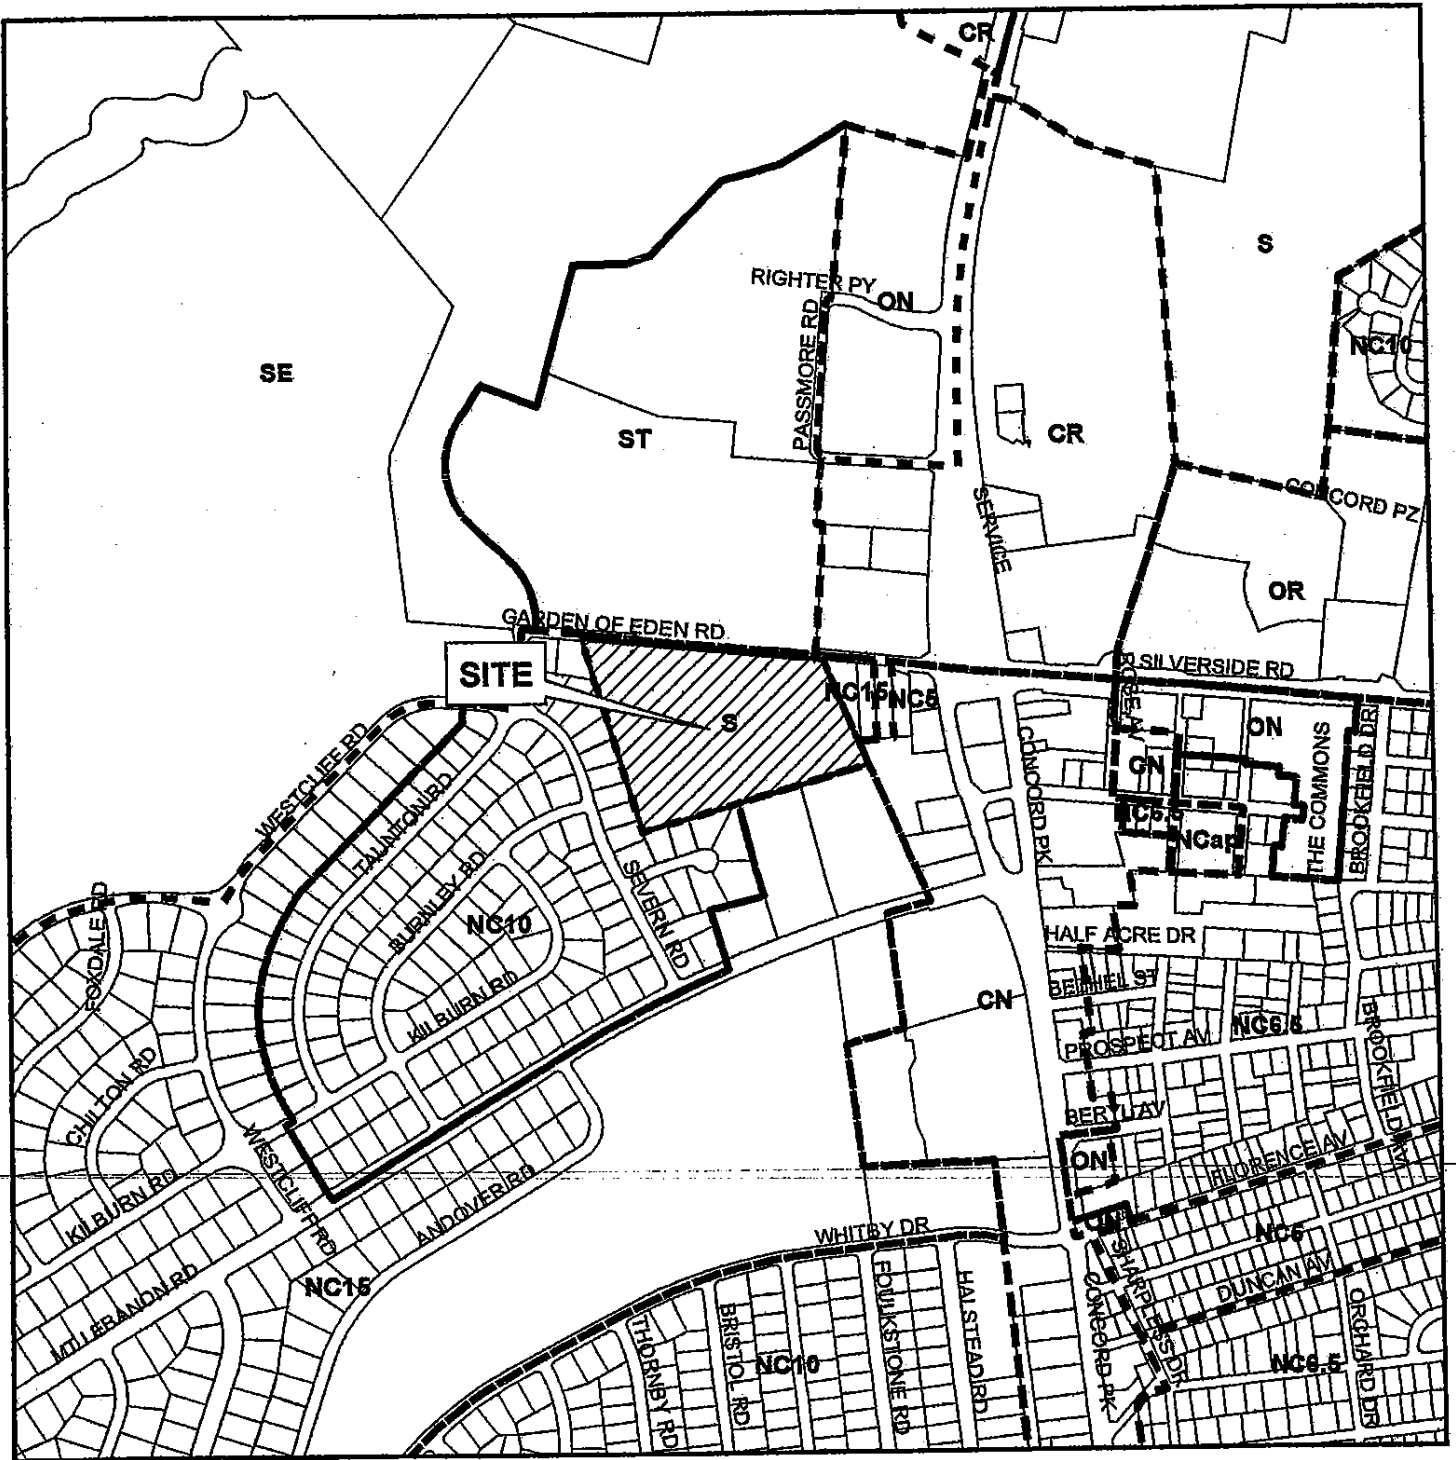 CR
S
RIGHTER PY
ON
NC10
PASSMORE RD
SE
ST
CR
CONCORD PZ
SERVICE
OR
GARDEN OF EDEN RD
SILVERSIDE RD
SITE
NC15
NC5
S
ON
WESTCLIFF RD
CONCORD PK
THE COMMONS
BROOKFIELD DR
CN
TAUNTON RD
NCap
BURNLEY RD
SEVERN RD
NC10
FOXDALE RD
HALF ACRE DR
KILBURN RD
CN
NC6.5
PROSPECT AV
BROOKFIELD AV
CHILTON RD
BERYL AV
WESTCLIFF RD
ON
FLORENCE AV
KILBURN RD
ANDOVER RD
WHITBY DR
NC5
SHARPLESS DR
DUNCAN AV
MT LEBANON RD
NC15
FOULKSTONE RD
HALSTEAD RD
CONCORD PK
ORCHARD DR
THORNBY RD
BRISTOL RD
NC10
NC6.5